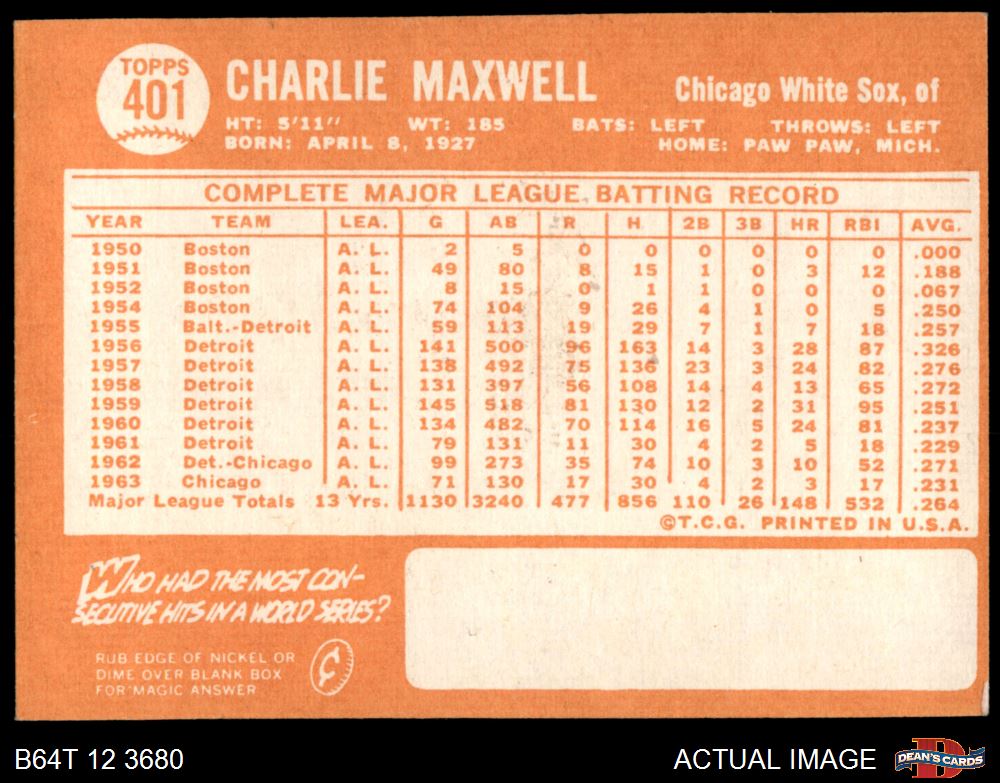 TOPPS
401
CHARLIE MAXWELL
Chicago White Sox, of
HT: 5'11" WT: 185 BATS: LEFT THROWS: LEFT
BORN: APRIL 8, 1927 HOME: PAW PAW, MICH.
COMPLETE MAJOR LEAGUE BATTING RECORD
YEAR TEAM LEA. G AB R H 2B 3B HR RBI AVG.
1950 Boston A. L. 2 5 0 0 0 0 0 0 .000
1951 Boston A. L. 49 80 8 15 1 0 3 12 .188
1952 Boston A. L. 8 15 0 1 1 0 0 0 .067
1954 Boston A. L. 74 104 9 26 4 1 0 5 .250
1955 Balt.-Detroit A. L. 59 113 19 29 7 1 7 18 .257
1956 Detroit A. L. 141 500 96 163 14 3 28 87 .326
1957 Detroit A. L. 138 492 75 136 23 3 24 82 .276
1958 Detroit A. L. 131 397 56 108 14 4 13 65 .272
1959 Detroit A. L. 145 518 81 130 12 2 31 95 .251
1960 Detroit A. L. 134 482 70 114 16 5 24 81 .237
1961 Detroit A. L. 79 131 11 30 4 2 5 18 .229
1962 Det.-Chicago A. L. 99 273 35 74 10 3 10 52 .271
1963 Chicago A. L. 71 130 17 30 4 2 3 17 .231
Major League Totals 13 Yrs. 1130 3240 477 856 110 26 148 532 .264
©T.C.G. PRINTED IN U.S.A.
WHO HAD THE MOST CON-
SECUTIVE HITS IN A WORLD SERIES?
RUB EDGE OF NICKEL OR
DIME OVER BLANK BOX
FOR MAGIC ANSWER
¢
B64T 12 3680
ACTUAL IMAGE
D
DEAN'S CARDS